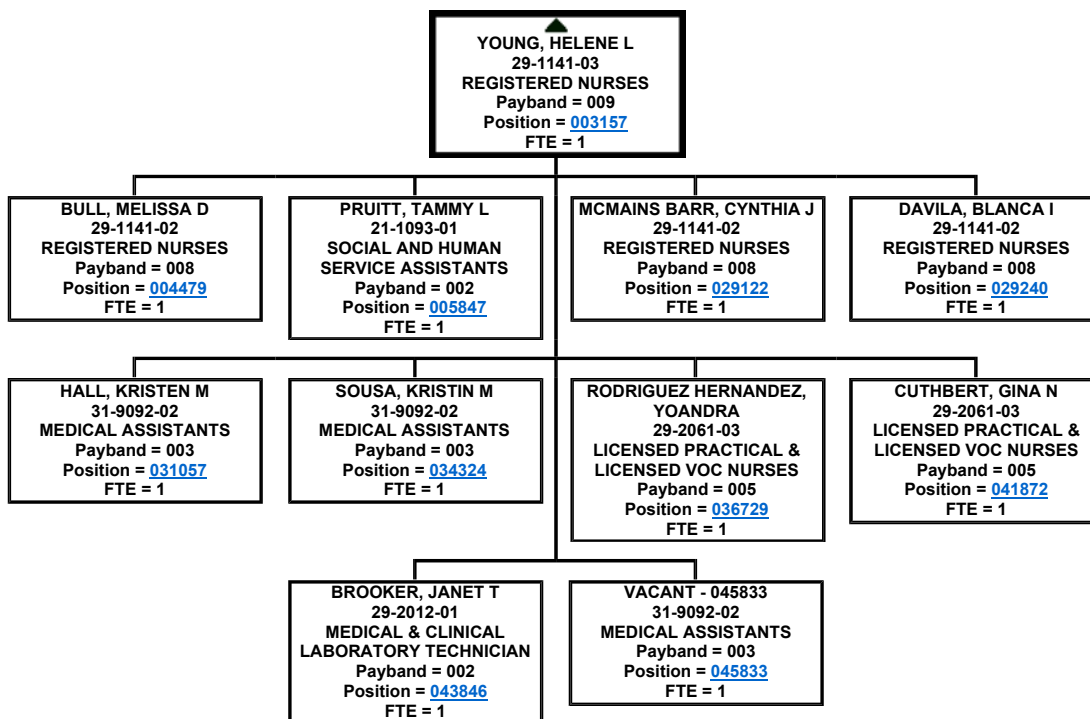 YOUNG, HELENE L
29-1141-03
REGISTERED NURSES
Payband = 009
Position = 003157
FTE = 1
BULL, MELISSA D
29-1141-02
REGISTERED NURSES
Payband = 008
Position = 004479
FTE = 1
PRUITT, TAMMY L
21-1093-01
SOCIAL AND HUMAN
SERVICE ASSISTANTS
Payband = 002
Position = 005847
FTE = 1
MCMAINS BARR, CYNTHIA J
29-1141-02
REGISTERED NURSES
Payband = 008
Position = 029122
FTE = 1
DAVILA, BLANCA I
29-1141-02
REGISTERED NURSES
Payband = 008
Position = 029240
FTE = 1
HALL, KRISTEN M
31-9092-02
MEDICAL ASSISTANTS
Payband = 003
Position = 031057
FTE = 1
SOUSA, KRISTIN M
31-9092-02
MEDICAL ASSISTANTS
Payband = 003
Position = 034324
FTE = 1
RODRIGUEZ HERNANDEZ,
YOANDRA
29-2061-03
LICENSED PRACTICAL &
LICENSED VOC NURSES
Payband = 005
Position = 036729
FTE = 1
CUTHBERT, GINA N
29-2061-03
LICENSED PRACTICAL &
LICENSED VOC NURSES
Payband = 005
Position = 041872
FTE = 1
BROOKER, JANET T
29-2012-01
MEDICAL & CLINICAL
LABORATORY TECHNICIAN
Payband = 002
Position = 043846
FTE = 1
VACANT - 045833
31-9092-02
MEDICAL ASSISTANTS
Payband = 003
Position = 045833
FTE = 1